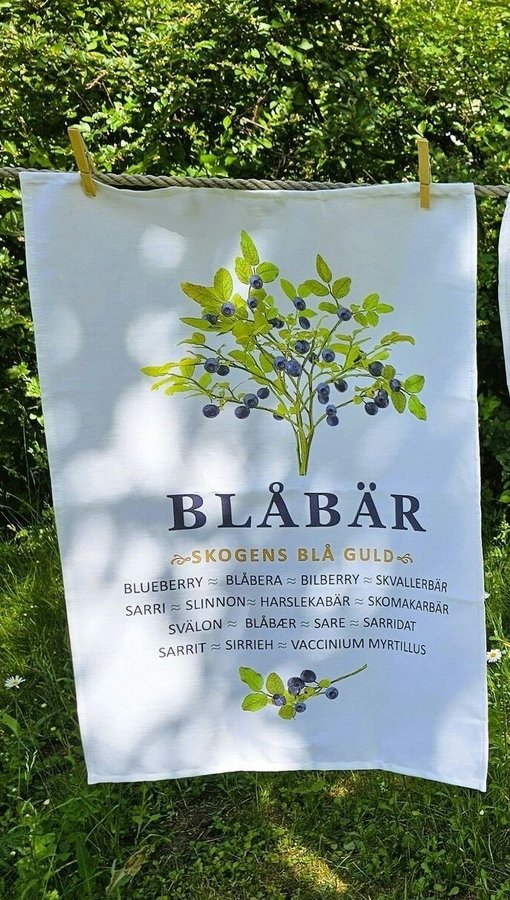 BLÅBÄR
SKOGENS BLÅ GULD
BLUEBERRY ≈ BLÅBERA ≈ BILBERRY ≈ SKVALLERBÄR
SARRI ≈ SLINNON ≈ HARSLEKABÄR ≈ SKOMAKARBÄR
SVÄLON ≈ BLÅBÆR ≈ SARE ≈ SARRIDAT
SARRIT ≈ SIRRIEH ≈ VACCINIUM MYRTILLUS